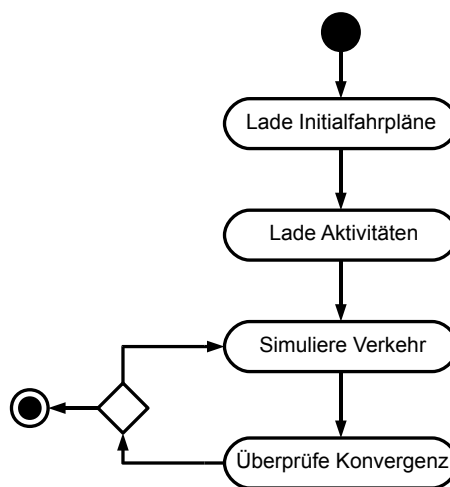 Lade Initialfahrpläne
Lade Aktivitäten
Simuliere Verkehr
Überprüfe Konvergenz